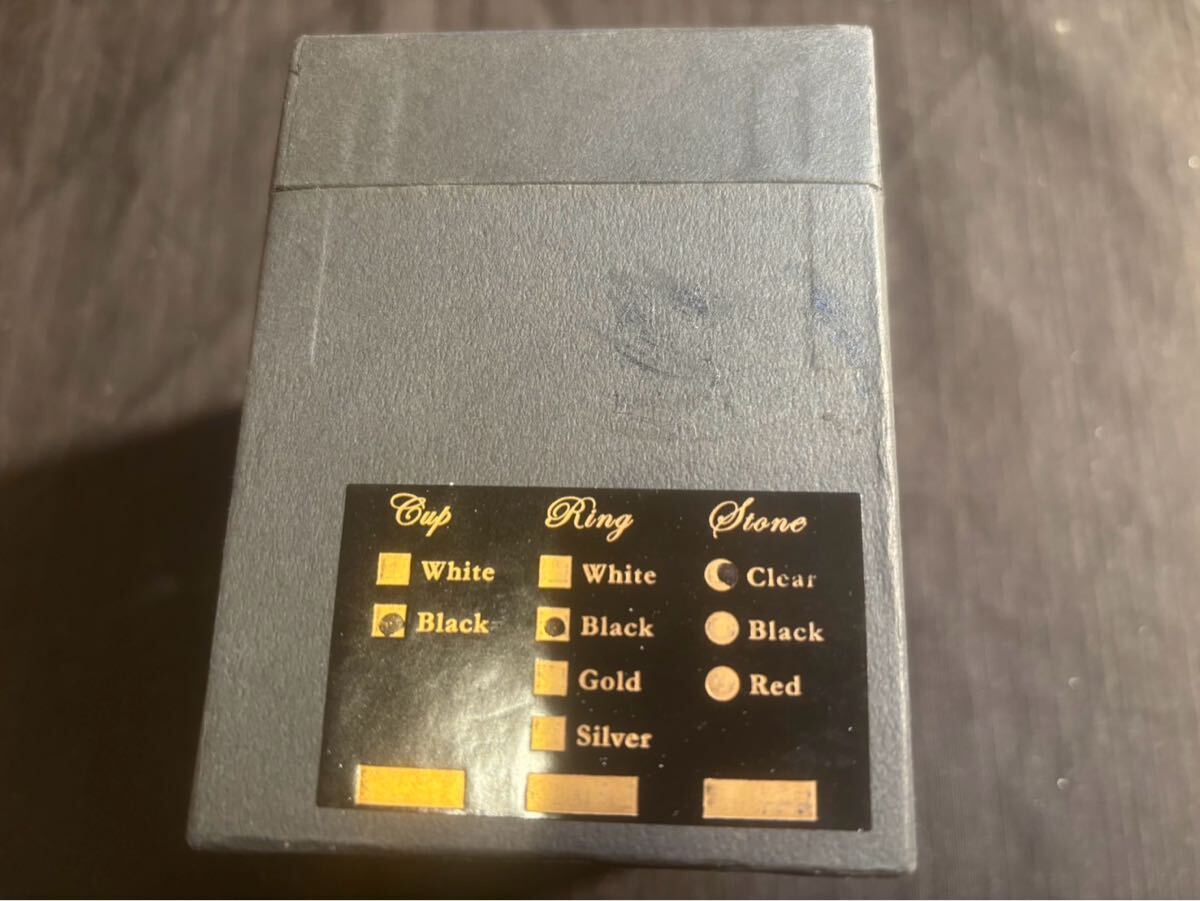 Cup Ring Stone
White White Clear
Black Black Black
Gold Red
Silver